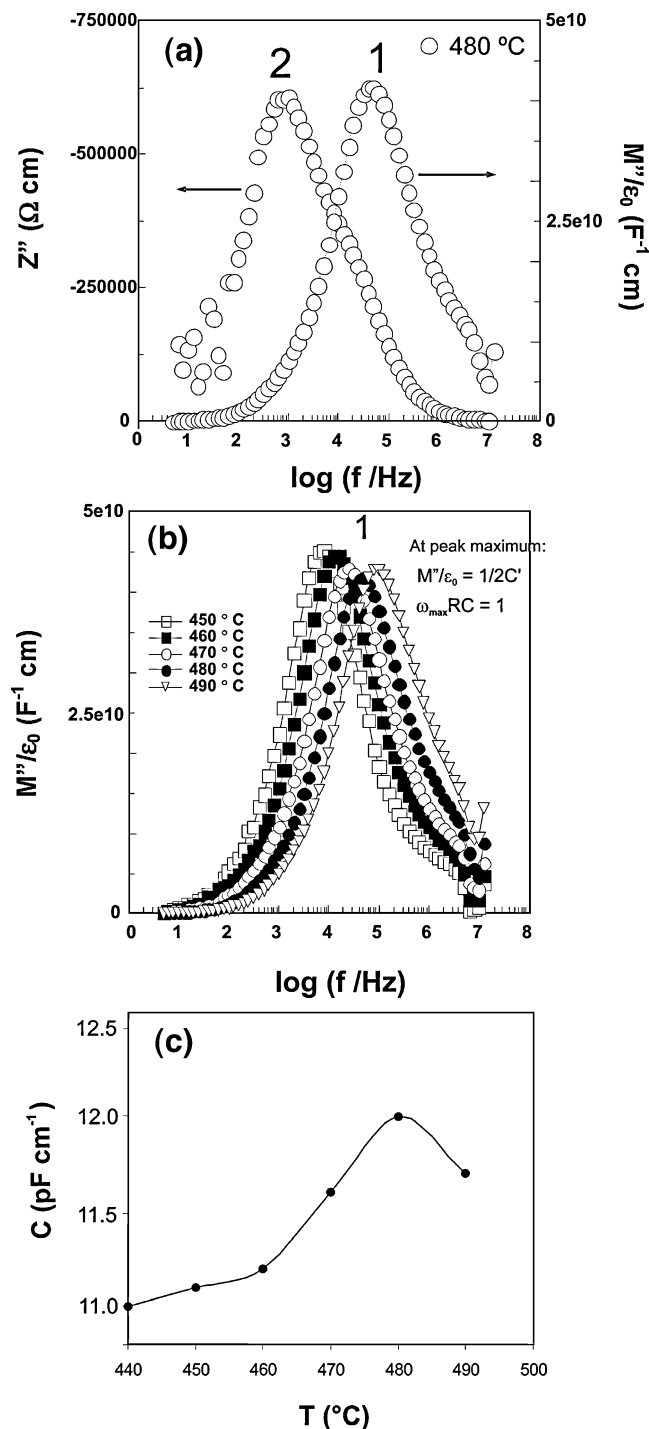 (a)
2
1
480 ºC
-750000
-500000
-250000
0
Z” (Ω cm)
5e10
2.5e10
0
M”/ε0 (F-1 cm)
0 1 2 3 4 5 6 7 8
log (f /Hz)
(b)
1
At peak maximum:
M”/ε0 = 1/2C'
ωmaxRC = 1
450 ° C
460 ° C
470 ° C
480 ° C
490 ° C
5e10
2.5e10
0
M”/ε0 (F-1 cm)
0 1 2 3 4 5 6 7 8
log (f /Hz)
(c)
12.5
12.0
11.5
11.0
C (pF cm-1)
440 450 460 470 480 490 500
T (°C)